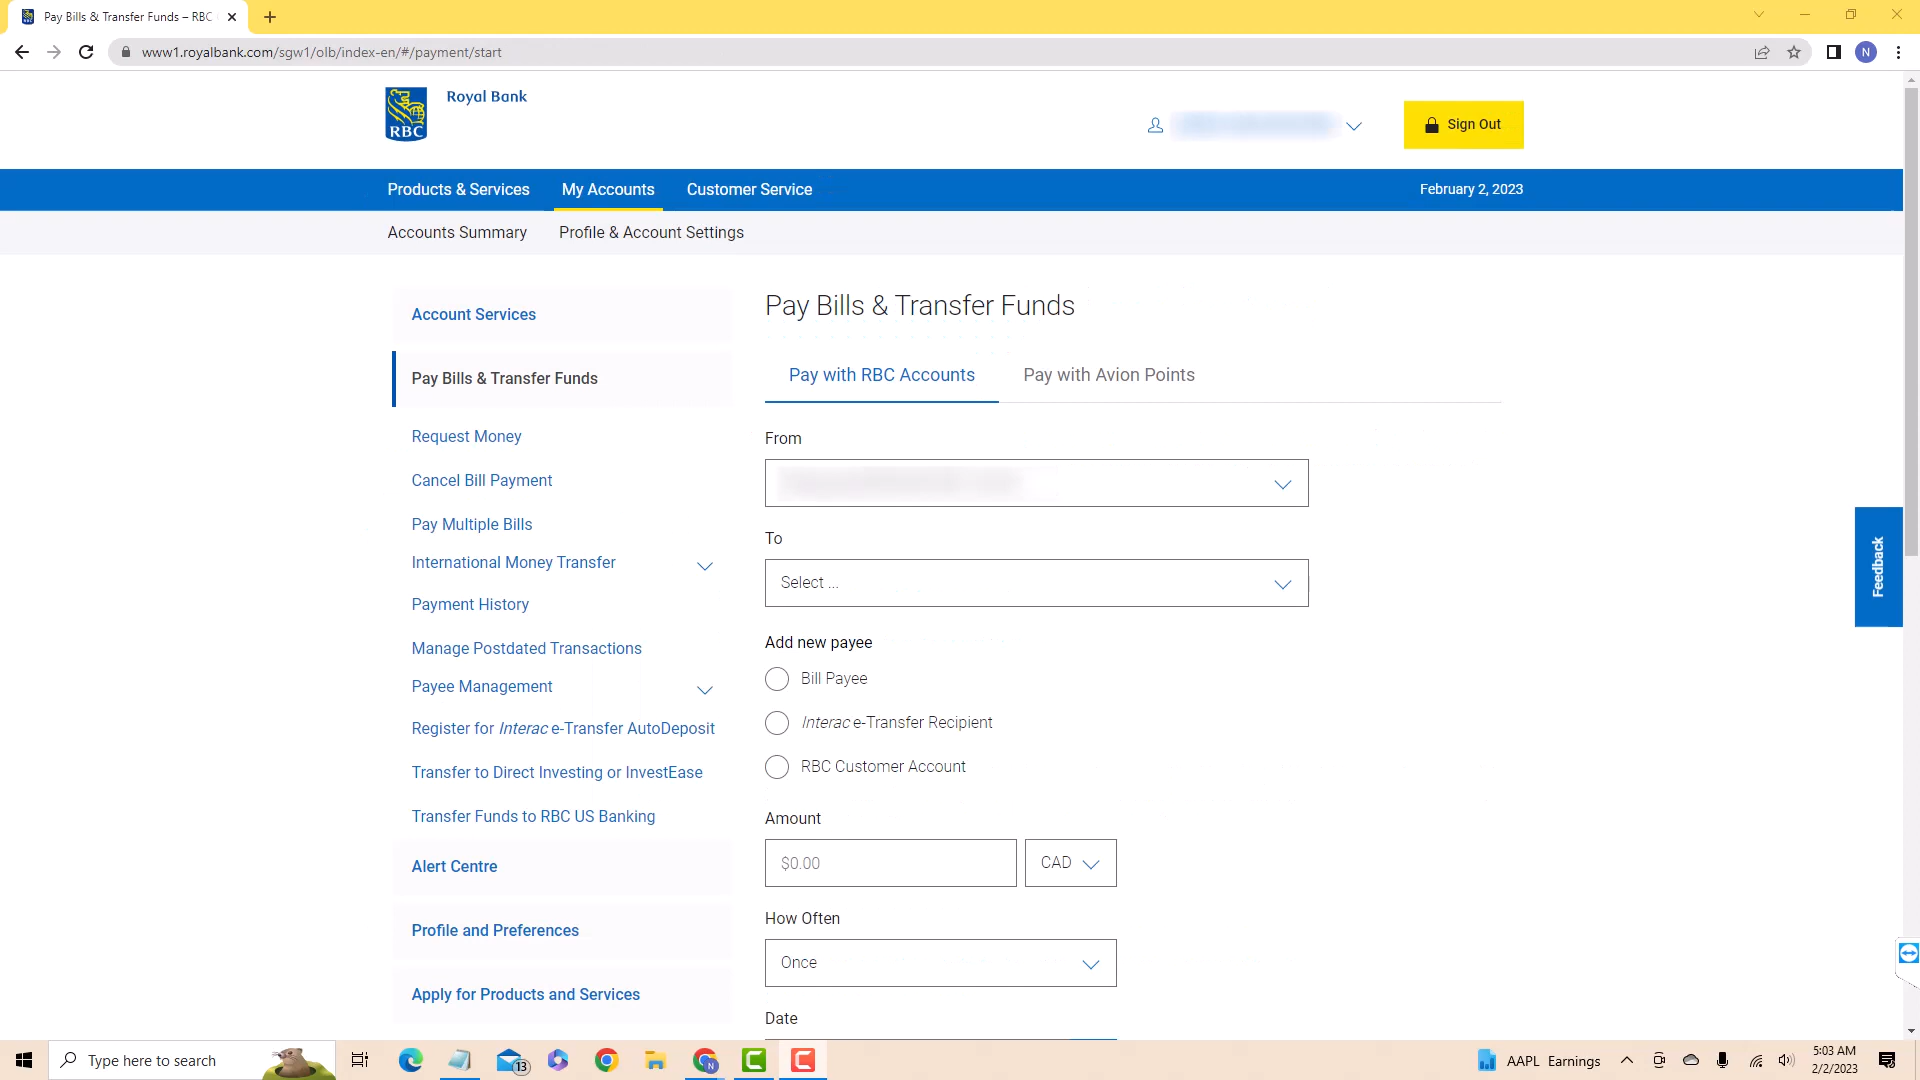 Pay Bills & Transfer Funds – RBC
www1.royalbank.com/sgw1/olb/index-en/#/payment/start
N
RBC
Royal Bank
Sign Out
Products & Services My Accounts Customer Service February 2, 2023
Accounts Summary Profile & Account Settings
Account Services
Pay Bills & Transfer Funds
Request Money
Cancel Bill Payment
Pay Multiple Bills
International Money Transfer
Payment History
Manage Postdated Transactions
Payee Management
Register for Interac e-Transfer AutoDeposit
Transfer to Direct Investing or InvestEase
Transfer Funds to RBC US Banking
Alert Centre
Profile and Preferences
Apply for Products and Services
Pay Bills & Transfer Funds
Pay with RBC Accounts Pay with Avion Points
From
To
Select ...
Add new payee
Bill Payee
Interac e-Transfer Recipient
RBC Customer Account
Amount
$0.00 CAD
How Often
Once
Date
Feedback
Type here to search
13
N
AAPL Earnings
5:03 AM
2/2/2023